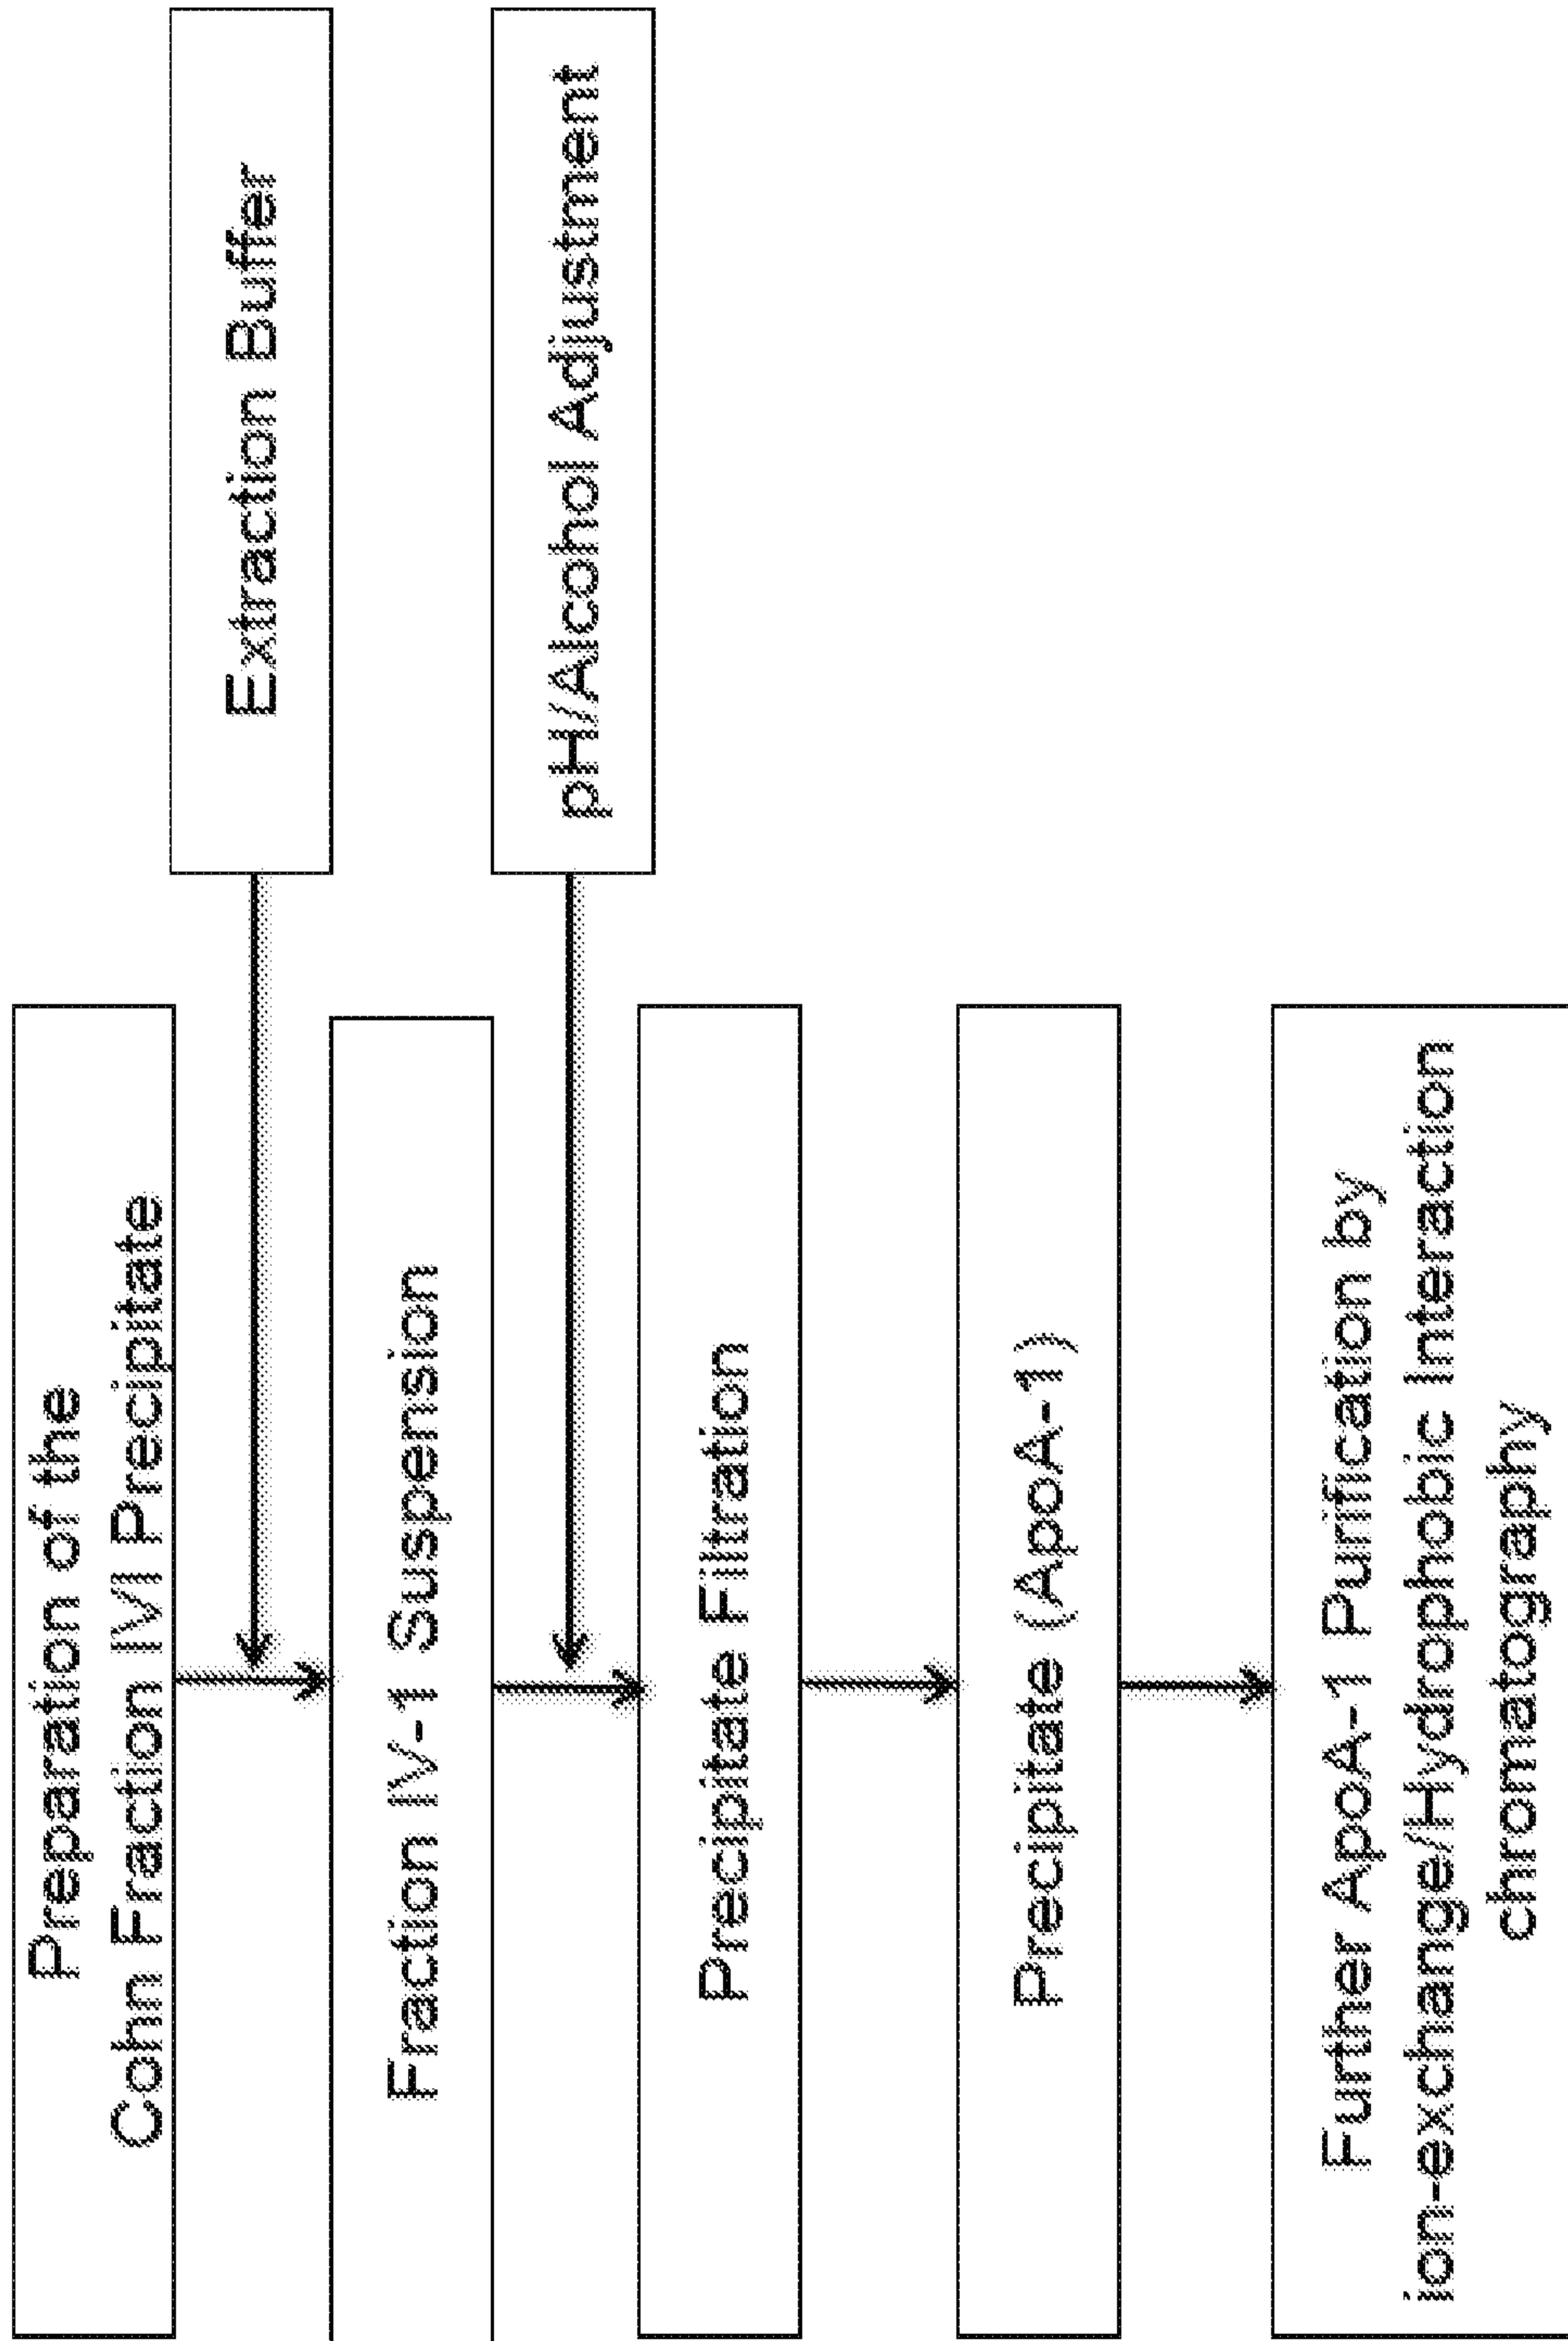 Preparation of the
Cohn Fraction IVI Precipitate
Extraction Buffer
Fraction IV-1 Suspension
pH/Alcohol Adjustment
Precipitate Filtration
Precipitate (ApoA-1)
Further ApoA-1 Purification by
ion-exchange/Hydrophobic Interaction
chromatography